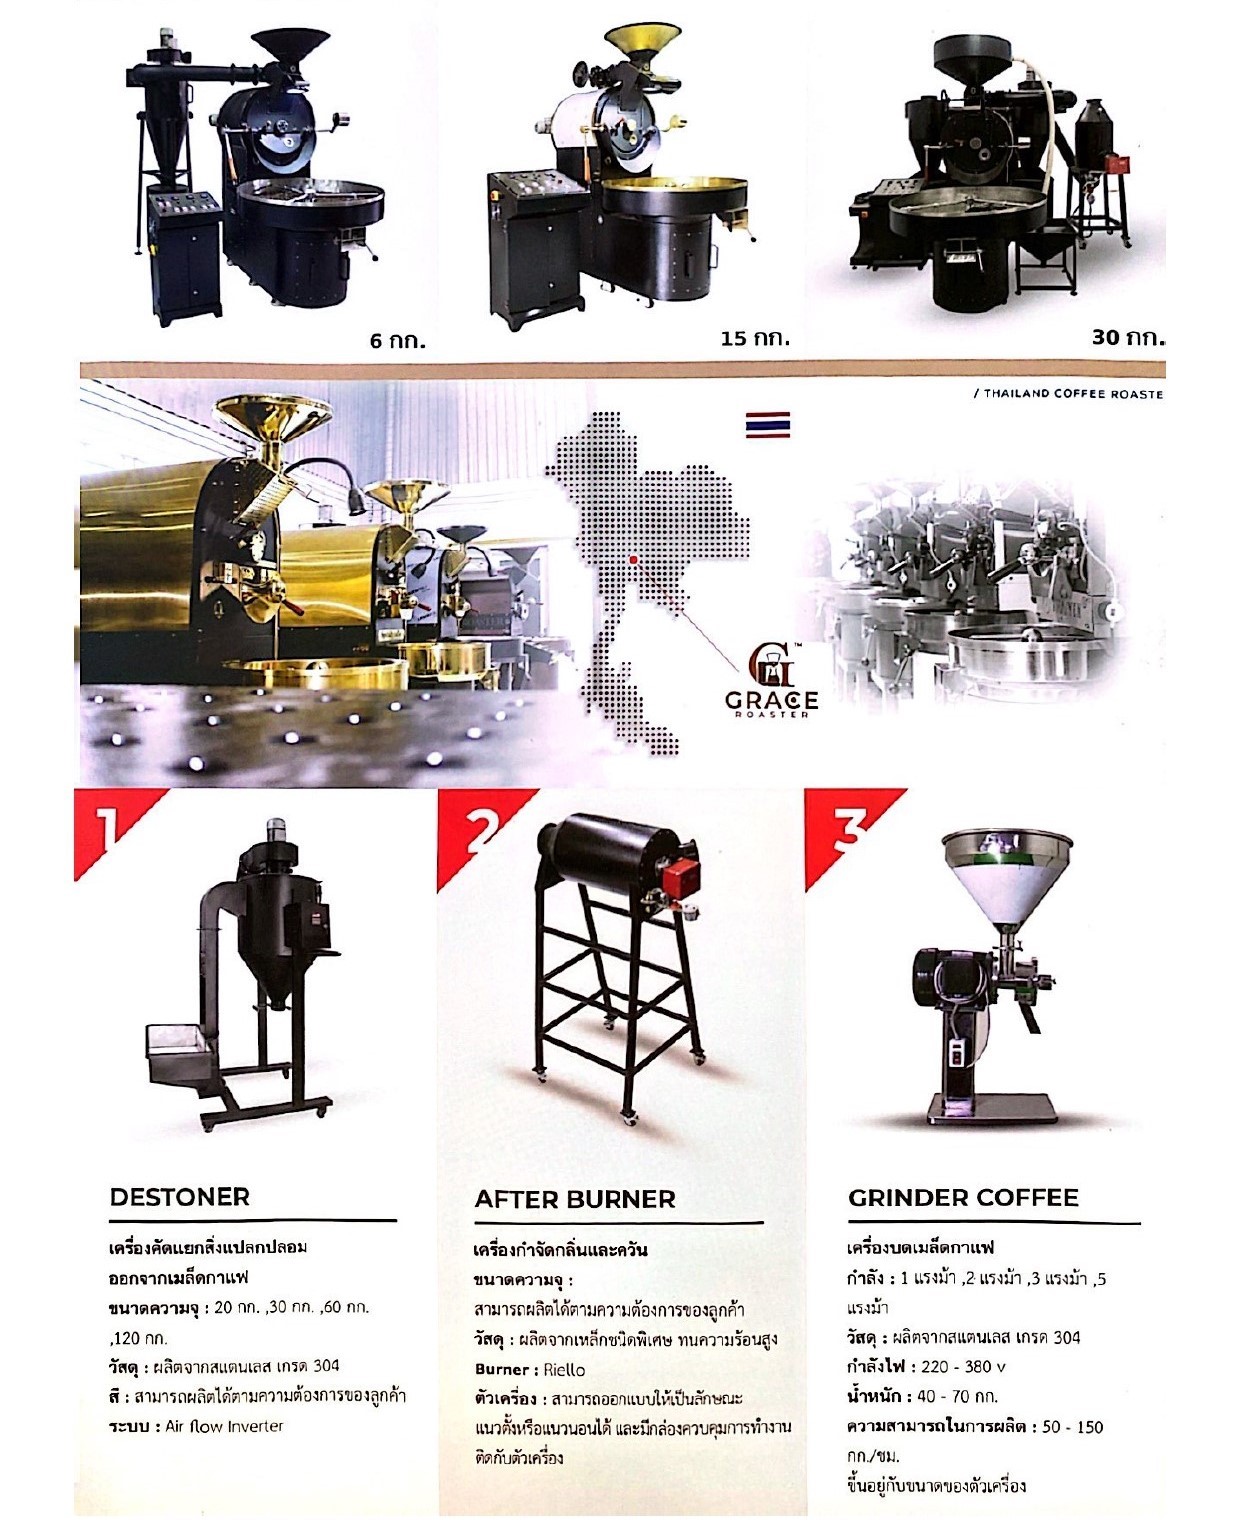 6 กก.
15 กก.
30 กก.
/ THAILAND COFFEE ROASTE
GRACE
ROASTER
1
2
3
DESTONER
เครื่องคัดแยกสิ่งแปลกปลอม
ออกจากเมล็ดกาแฟ
ขนาดความจุ : 20 กก. ,30 กก. ,60 กก.
,120 กก.
วัสดุ : ผลิตจากสแตนเลส เกรด 304
สี : สามารถผลิตได้ตามความต้องการของลูกค้า
ระบบ : Air flow Inverter
AFTER BURNER
เครื่องกำจัดกลิ่นและควัน
ขนาดความจุ :
สามารถผลิตได้ตามความต้องการของลูกค้า
วัสดุ : ผลิตจากเหล็กชนิดพิเศษ ทนความร้อนสูง
Burner : Riello
ตัวเครื่อง : สามารถออกแบบให้เป็นลักษณะ
แนวตั้งหรือแนวนอนได้ และมีกล่องควบคุมการทำงาน
ติดกับตัวเครื่อง
GRINDER COFFEE
เครื่องบดเมล็ดกาแฟ
กำลัง : 1 แรงม้า ,2 แรงม้า ,3 แรงม้า ,5
แรงม้า
วัสดุ : ผลิตจากสแตนเลส เกรด 304
กำลังไฟ : 220 - 380 v
น้ำหนัก : 40 - 70 กก.
ความสามารถในการผลิต : 50 - 150
กก./ชม.
ขึ้นอยู่กับขนาดของตัวเครื่อง